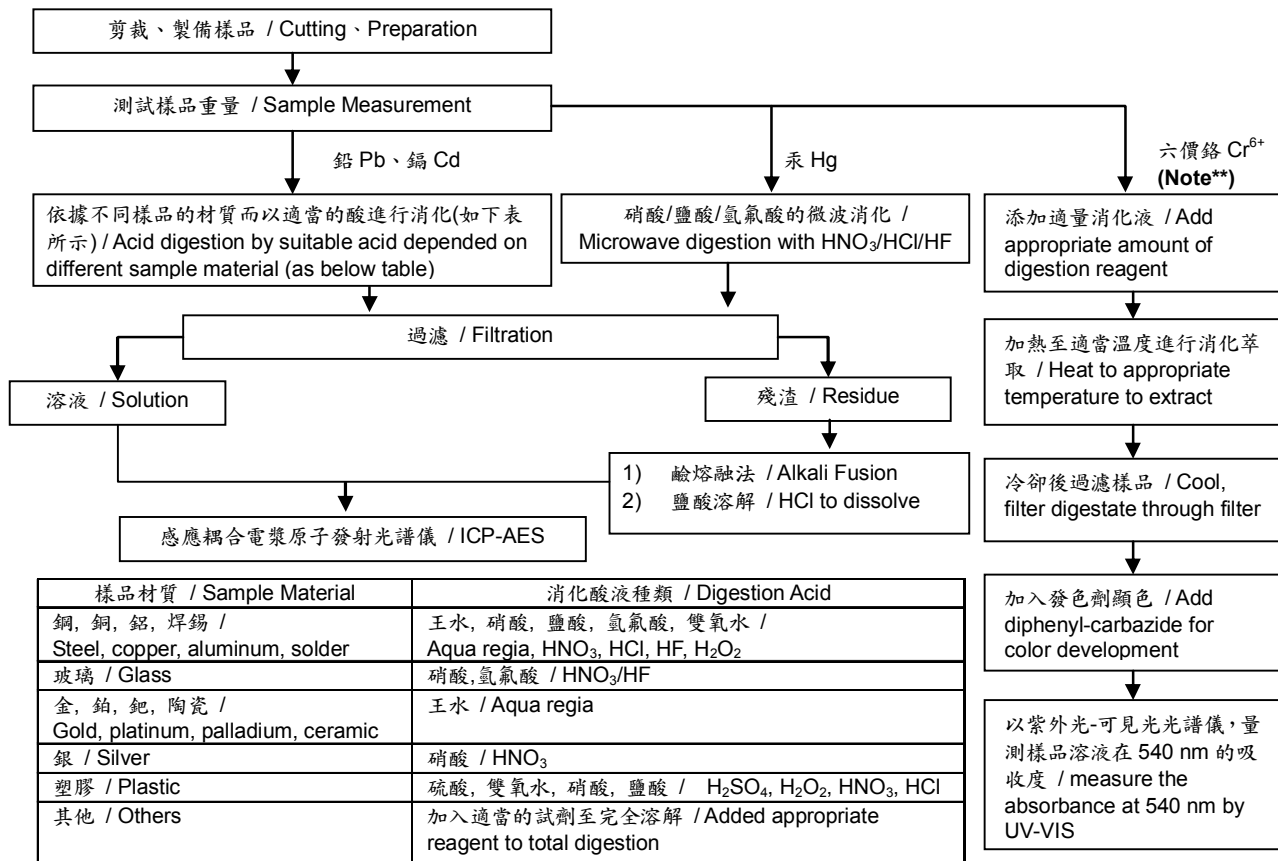 剪裁、製備樣品 / Cutting、Preparation
測試樣品重量 / Sample Measurement
鉛 Pb、鎘 Cd
汞 Hg
六價鉻 Cr⁶⁺
(Note**)
依據不同樣品的材質而以適當的酸進行消化(如下表
所示) / Acid digestion by suitable acid depended on
different sample material (as below table)
硝酸/鹽酸/氫氟酸的微波消化 /
Microwave digestion with HNO₃/HCl/HF
添加適量消化液 / Add
appropriate amount of
digestion reagent
過濾 / Filtration
加熱至適當溫度進行消化萃
取 / Heat to appropriate
temperature to extract
溶液 / Solution
殘渣 / Residue
1) 鹼熔融法 / Alkali Fusion
2) 鹽酸溶解 / HCl to dissolve
冷卻後過濾樣品 / Cool,
filter digestate through filter
感應耦合電漿原子發射光譜儀 / ICP-AES
加入發色劑顯色 / Add
diphenyl-carbazide for
color development
以紫外光-可見光光譜儀，量
測樣品溶液在 540 nm 的吸
收度 / measure the
absorbance at 540 nm by
UV-VIS
樣品材質 / Sample Material
消化酸液種類 / Digestion Acid
鋼, 銅, 鋁, 焊錫 /
Steel, copper, aluminum, solder
王水, 硝酸, 鹽酸, 氫氟酸, 雙氧水 /
Aqua regia, HNO₃, HCl, HF, H₂O₂
玻璃 / Glass
硝酸,氫氟酸 / HNO₃/HF
金, 鉑, 鈀, 陶瓷 /
Gold, platinum, palladium, ceramic
王水 / Aqua regia
銀 / Silver
硝酸 / HNO₃
塑膠 / Plastic
硫酸, 雙氧水, 硝酸, 鹽酸 / H₂SO₄, H₂O₂, HNO₃, HCl
其他 / Others
加入適當的試劑至完全溶解 / Added appropriate
reagent to total digestion